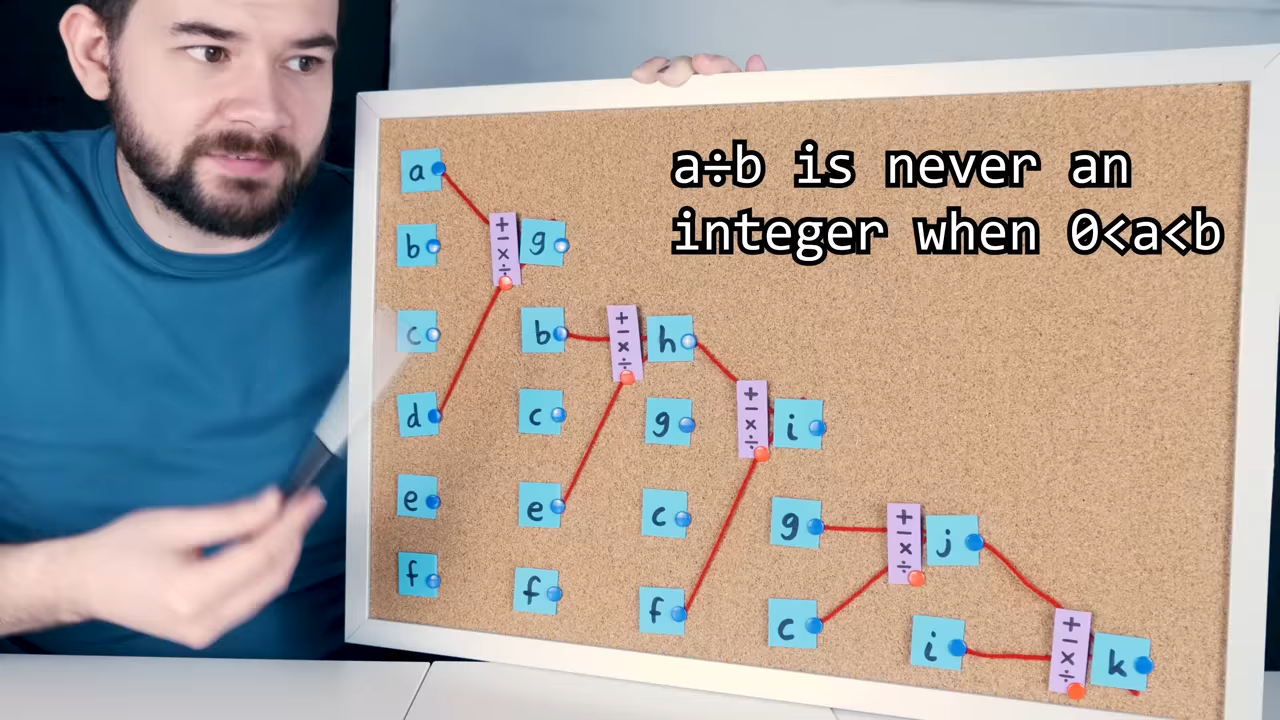 a÷b is never an
integer when 0<a<b
a
b
c
d
e
f
+
−
×
÷
g
b
c
e
f
+
−
×
÷
h
g
c
f
+
−
×
÷
i
g
c
+
−
×
÷
j
i
+
−
×
÷
k